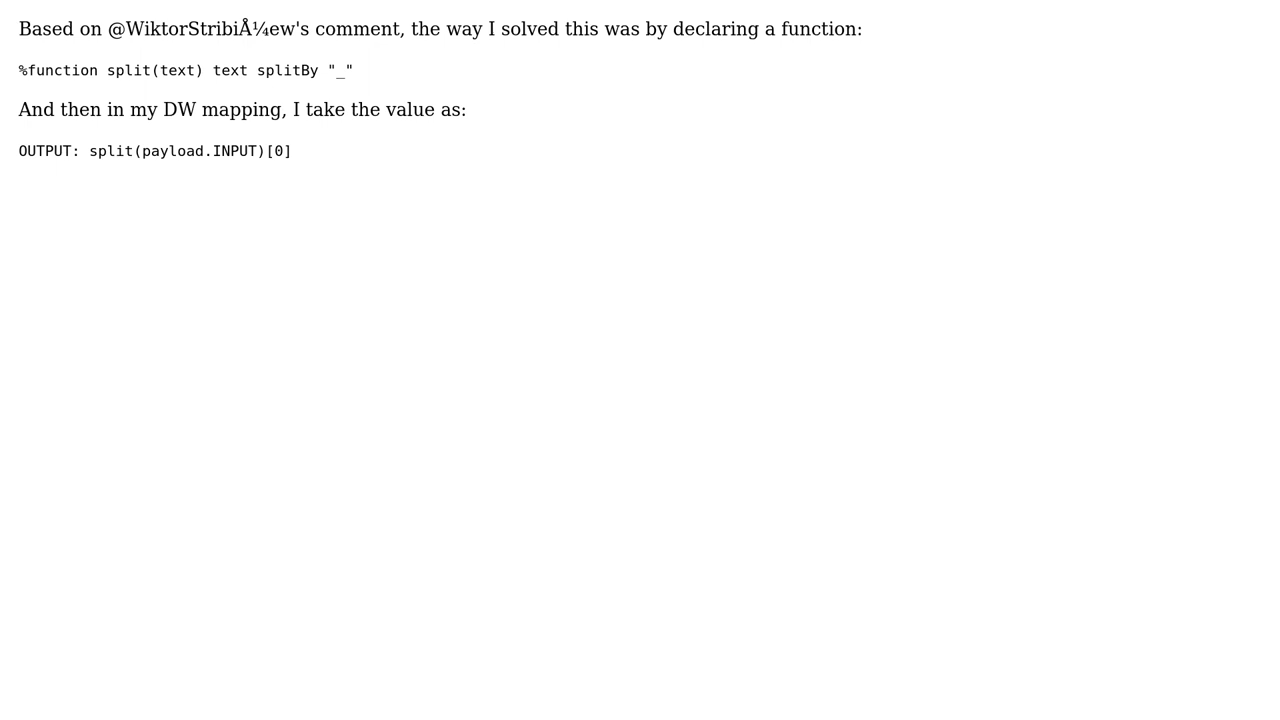 Based on @WiktorStribiÅ¼ew's comment, the way I solved this was by declaring a function:
%function split(text) text splitBy "_"
And then in my DW mapping, I take the value as:
OUTPUT: split(payload.INPUT)[0]